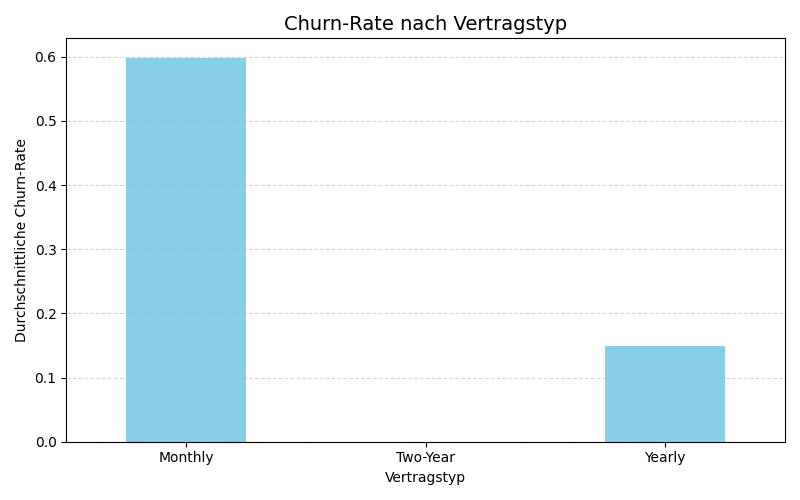 Churn-Rate nach Vertragstyp
Durchschnittliche Churn-Rate
0.6
0.5
0.4
0.3
0.2
0.1
0.0
Monthly Two-Year Yearly
Vertragstyp